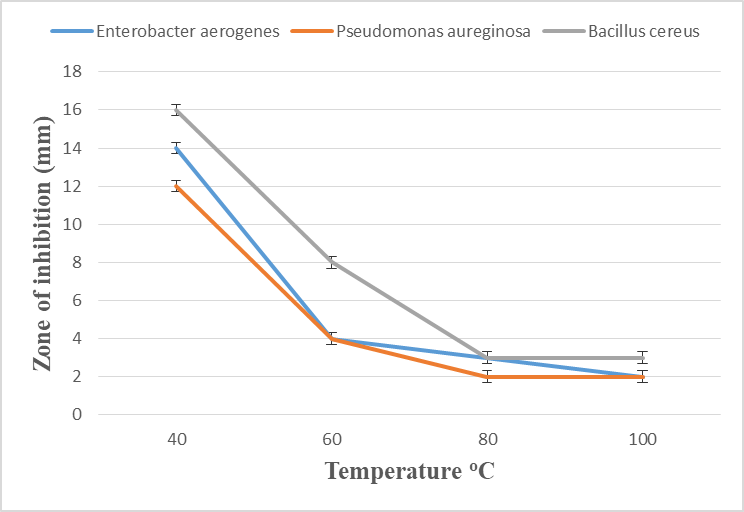 Enterobacter aerogenes Pseudomonas aureginosa Bacillus cereus
18
16
14
12
10
8
6
4
2
0
Zone of inhibition (mm)
40 60 80 100
Temperature ºC